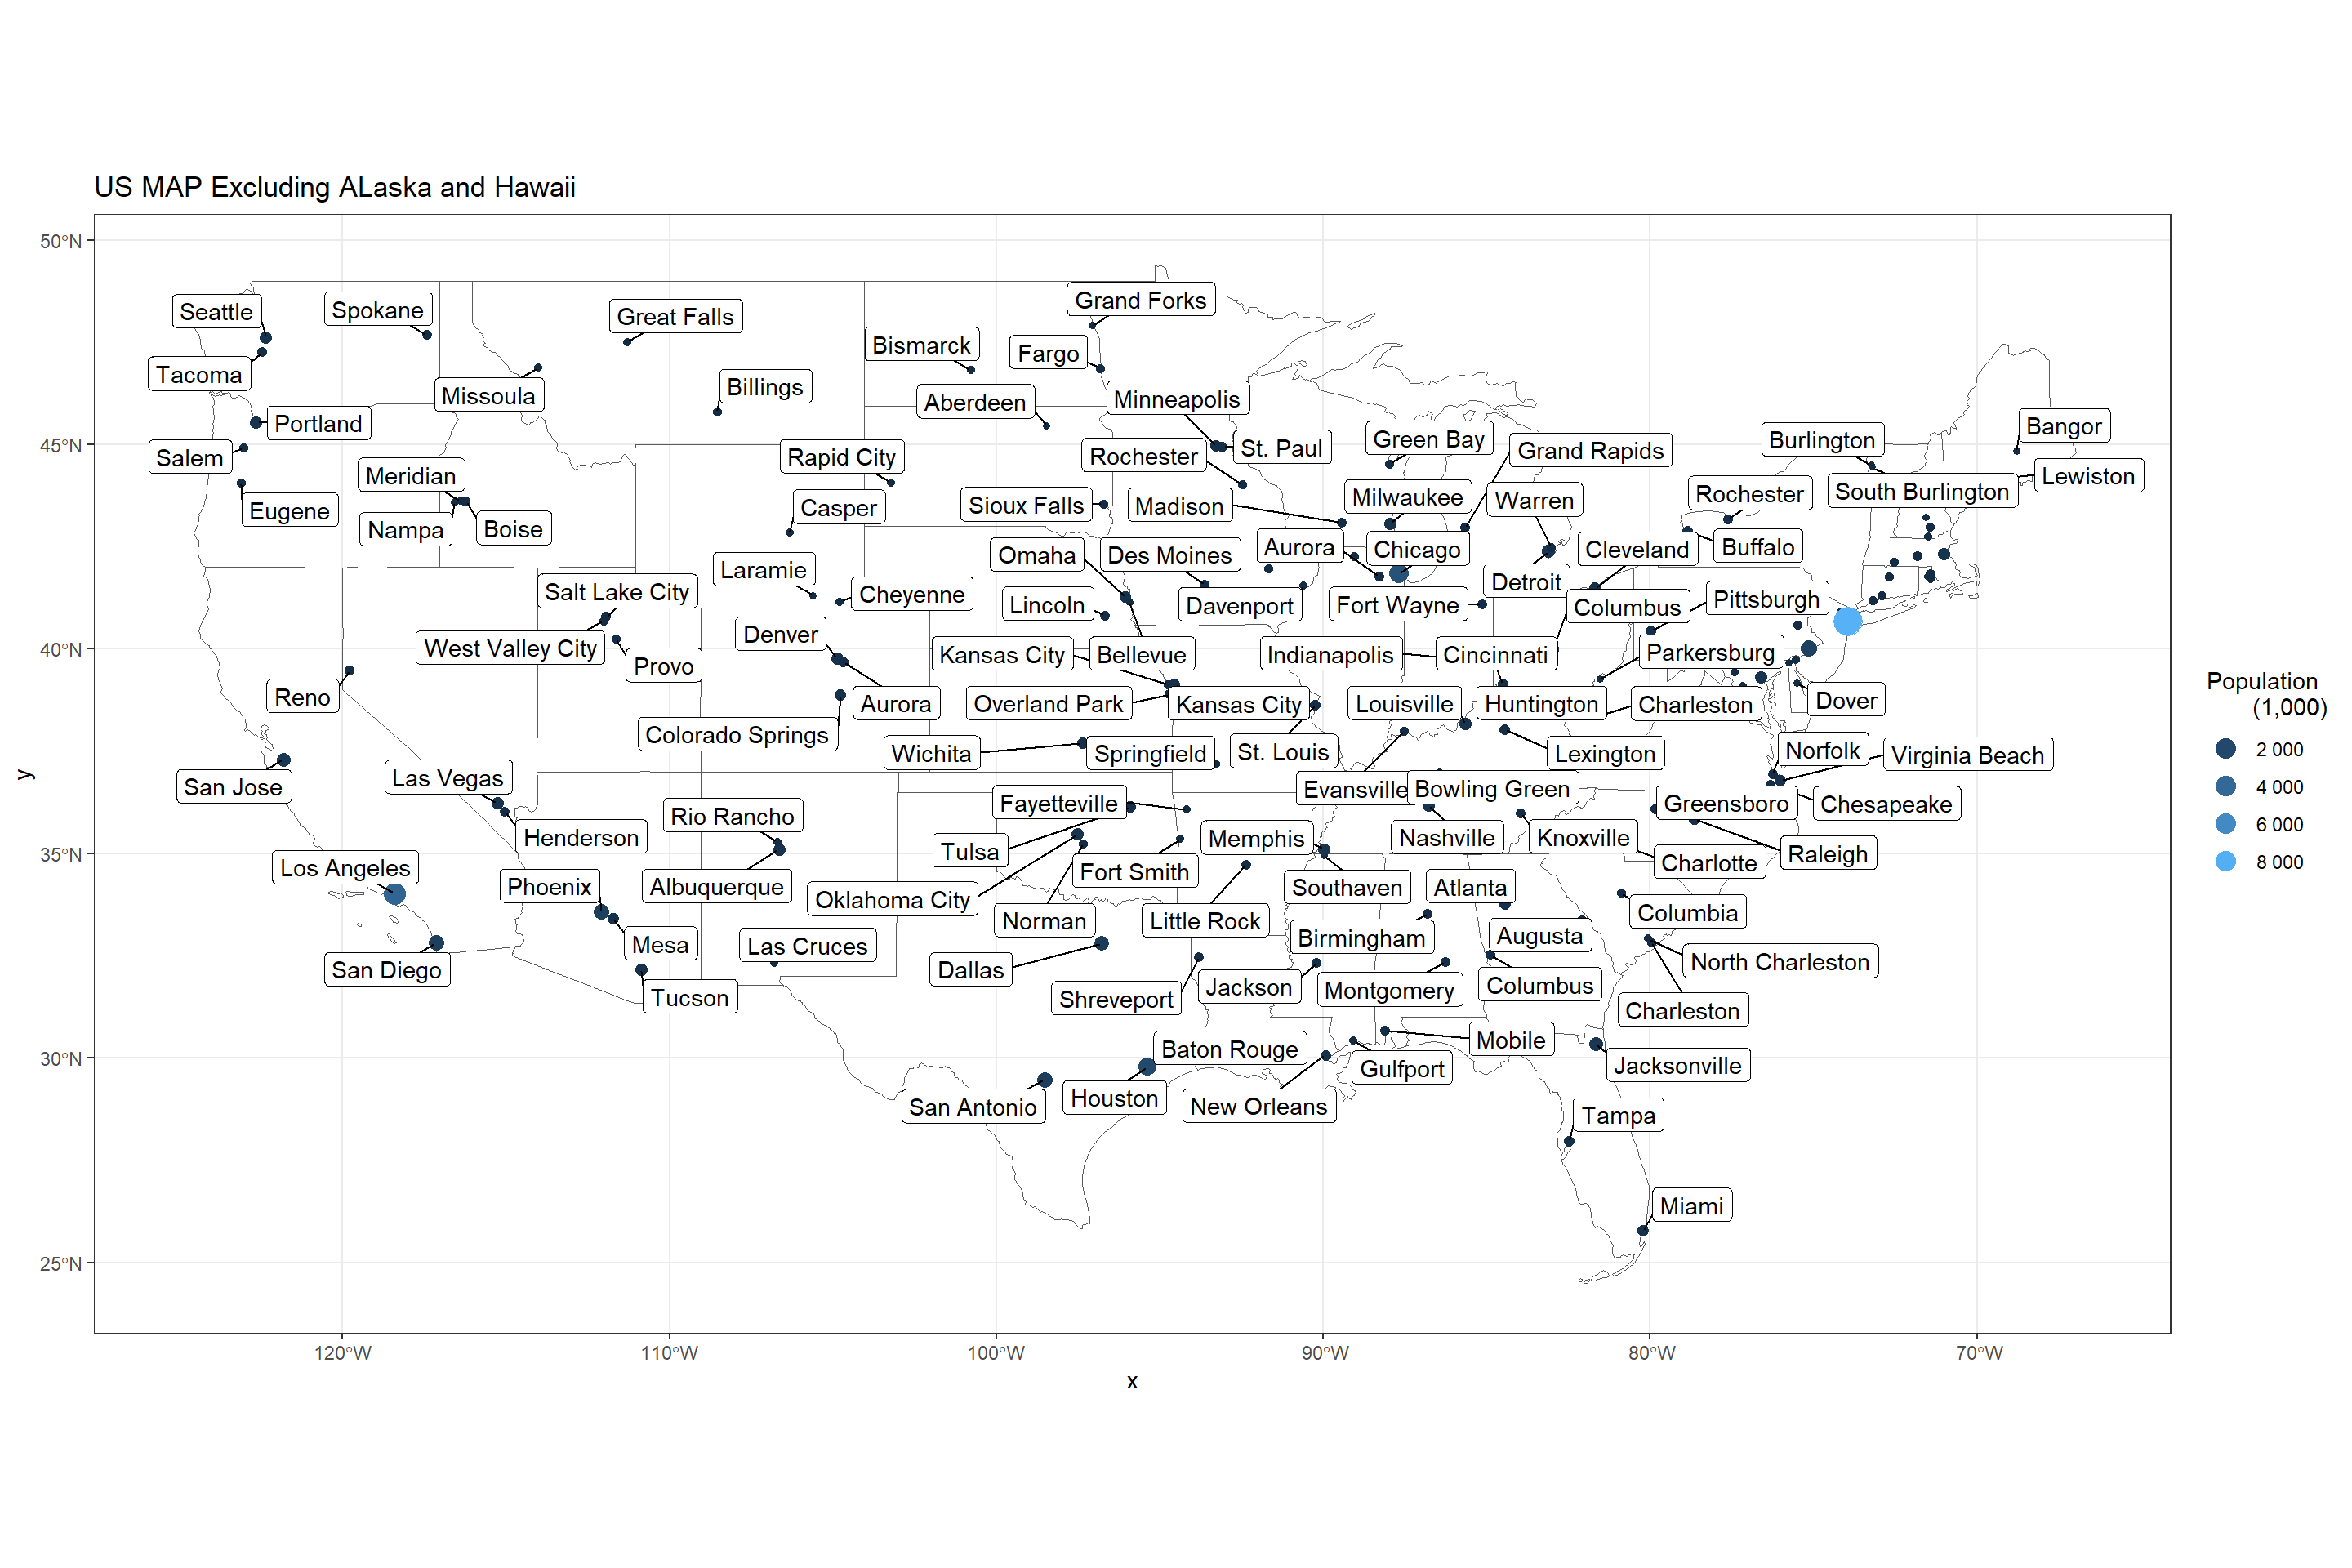 US MAP Excluding ALaska and Hawaii
50°N
45°N
40°N
35°N
30°N
25°N
y
Seattle
Spokane
Great Falls
Grand Forks
Bismarck
Fargo
Tacoma
Missoula
Billings
Aberdeen
Minneapolis
Portland
Bangor
Salem
Rapid City
Rochester
St. Paul
Green Bay
Grand Rapids
Burlington
Meridian
Lewiston
Eugene
Nampa
Boise
Casper
Sioux Falls
Madison
Milwaukee
Warren
Rochester
South Burlington
Omaha
Des Moines
Aurora
Chicago
Cleveland
Buffalo
Laramie
Salt Lake City
Cheyenne
Lincoln
Davenport
Fort Wayne
Detroit
Columbus
Pittsburgh
West Valley City
Denver
Provo
Kansas City
Bellevue
Indianapolis
Cincinnati
Parkersburg
Reno
Aurora
Overland Park
Kansas City
Louisville
Huntington
Charleston
Dover
Colorado Springs
Wichita
Springfield
St. Louis
Lexington
Norfolk
Virginia Beach
San Jose
Las Vegas
Evansville
Bowling Green
Rio Rancho
Fayetteville
Greensboro
Chesapeake
Henderson
Tulsa
Memphis
Nashville
Knoxville
Charlotte
Raleigh
Los Angeles
Phoenix
Albuquerque
Oklahoma City
Fort Smith
Southaven
Atlanta
Norman
Little Rock
Columbia
Mesa
Las Cruces
Birmingham
Augusta
San Diego
Dallas
North Charleston
Tucson
Shreveport
Jackson
Montgomery
Columbus
Charleston
Baton Rouge
Mobile
Gulfport
Jacksonville
San Antonio
Houston
New Orleans
Tampa
Miami
120°W
110°W
100°W
90°W
80°W
70°W
x
Population
(1,000)
2 000
4 000
6 000
8 000